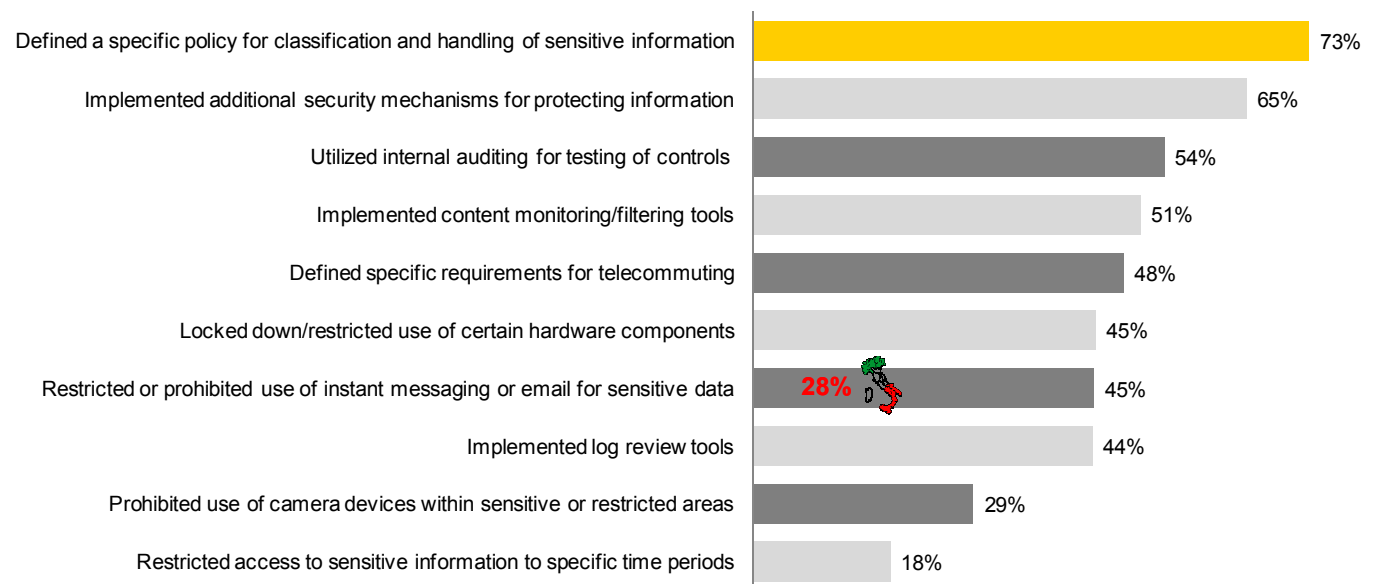 Defined a specific policy for classification and handling of sensitive information 73%
Implemented additional security mechanisms for protecting information 65%
Utilized internal auditing for testing of controls 54%
Implemented content monitoring/filtering tools 51%
Defined specific requirements for telecommuting 48%
Locked down/restricted use of certain hardware components 45%
Restricted or prohibited use of instant messaging or email for sensitive data 28% 45%
Implemented log review tools 44%
Prohibited use of camera devices within sensitive or restricted areas 29%
Restricted access to sensitive information to specific time periods 18%